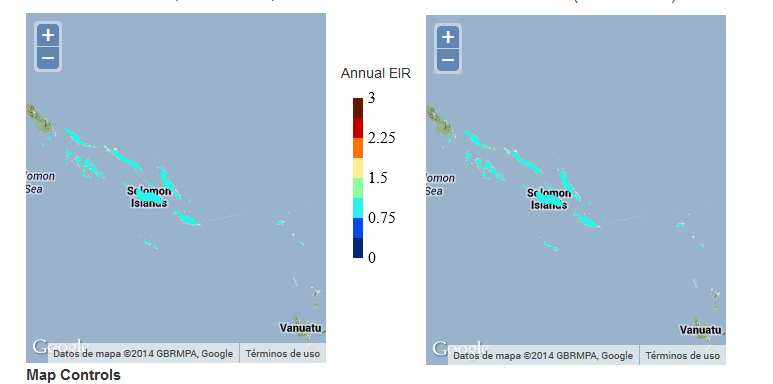 Annual EIR
3
2.25
1.5
0.75
0
+
−
omon
Sea
Solomon
Islands
Vanuatu
Google
Datos de mapa ©2014 GBRMPA, Google
Términos de uso
+
−
omon
Sea
Solomon
Islands
Vanuatu
Google
Datos de mapa ©2014 GBRMPA, Google
Términos de uso
Map Controls